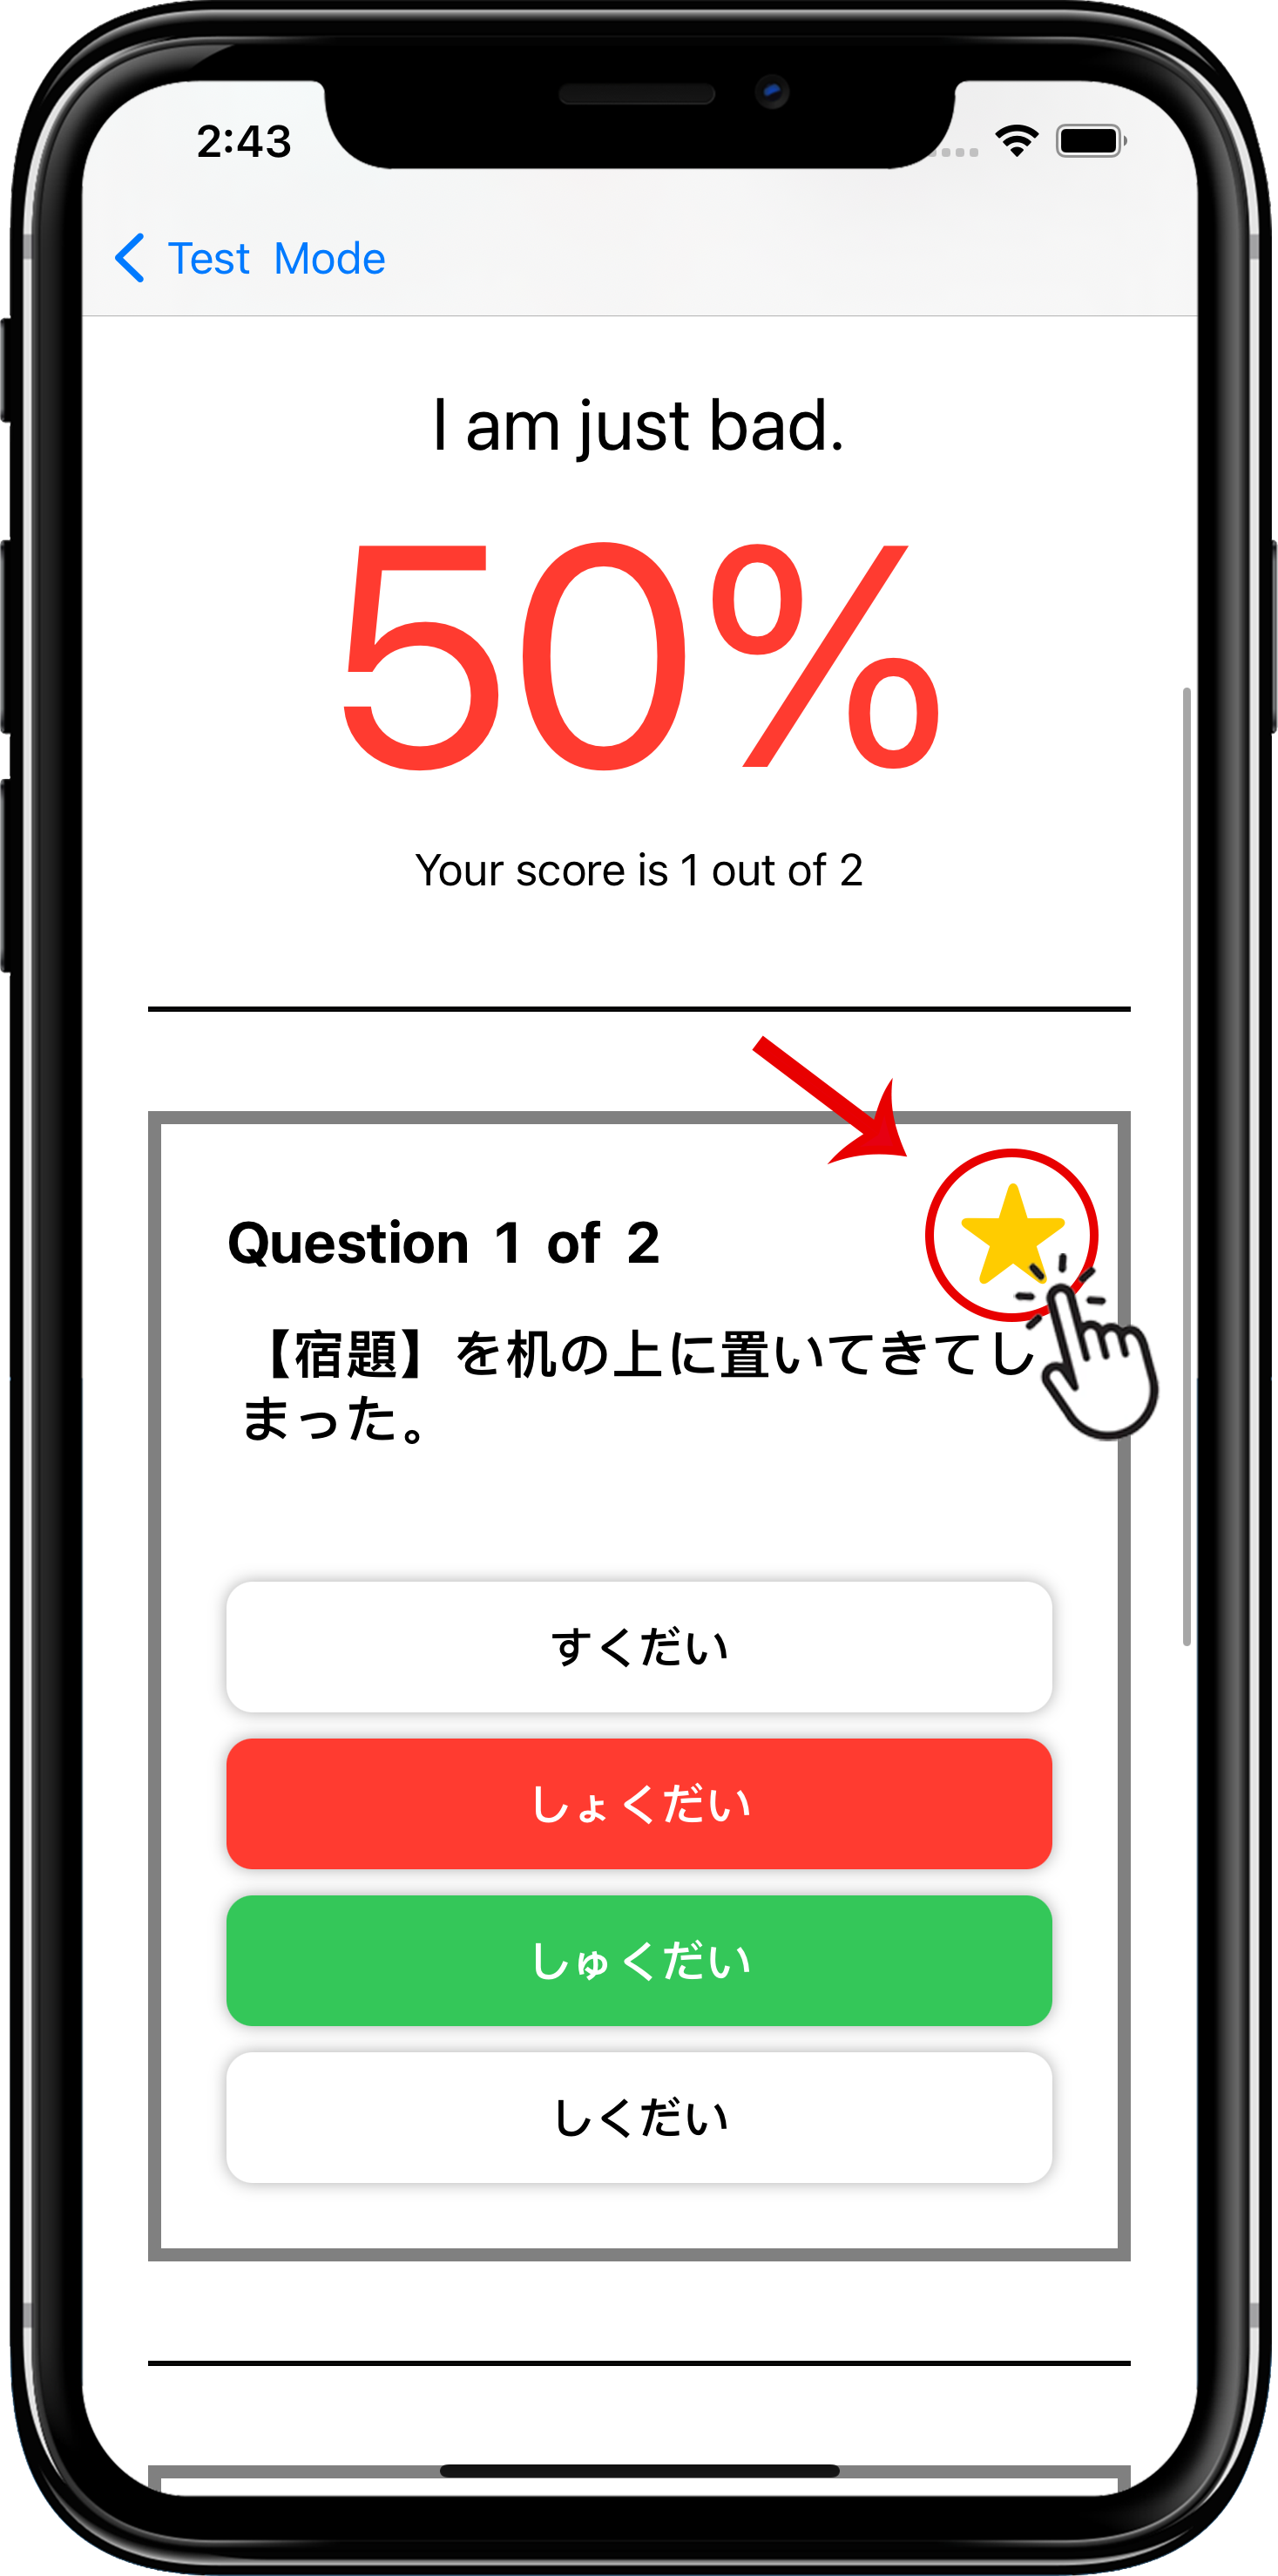 2:43
Test Mode
I am just bad.
50%
Your score is 1 out of 2
Question 1 of 2
【宿題】を机の上に置いてきてし
まった。
すくだい
しょくだい
しゅくだい
しくだい